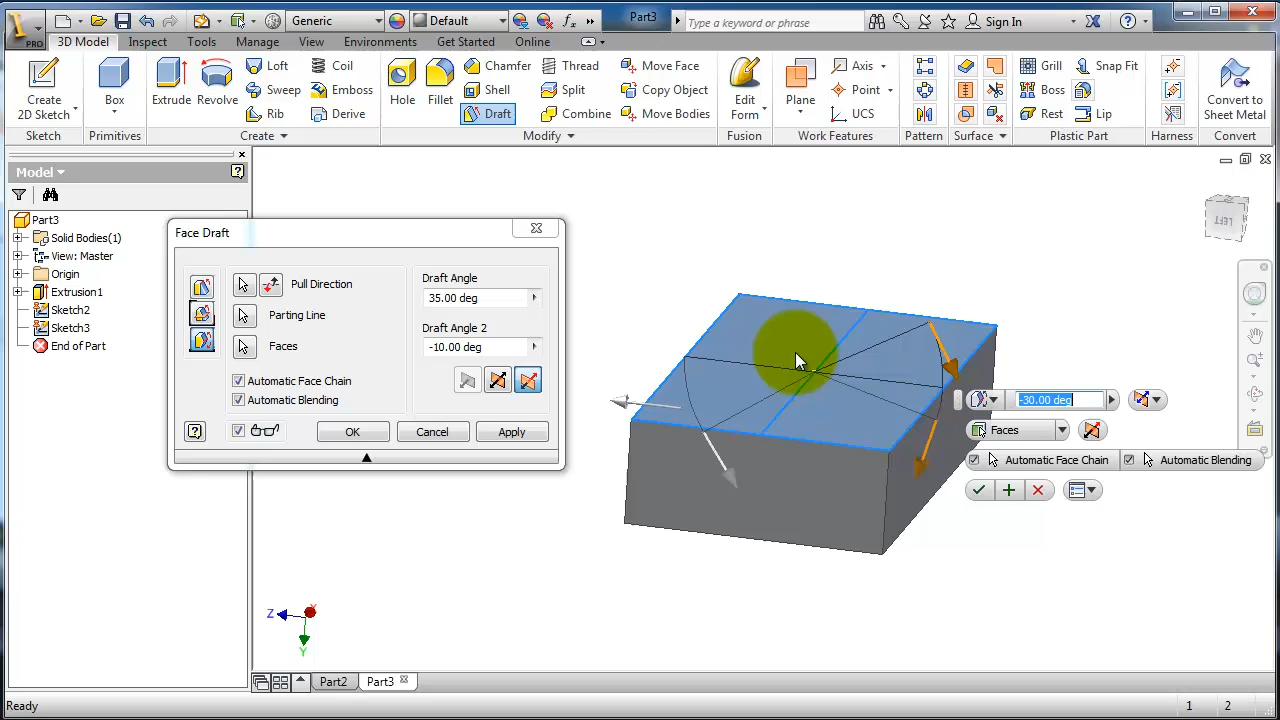 PRO
Generic
Default
fx
Part3
Type a keyword or phrase
Sign In
3D Model
Inspect
Tools
Manage
View
Environments
Get Started
Online
Create
2D Sketch
Sketch
Box
Primitives
Extrude
Revolve
Loft
Sweep
Rib
Coil
Emboss
Derive
Create
Hole
Fillet
Chamfer
Shell
Draft
Thread
Split
Combine
Move Face
Copy Object
Move Bodies
Modify
Edit
Form
Fusion
Plane
Axis
Point
UCS
Work Features
Pattern
Surface
Grill
Boss
Rest
Snap Fit
Lip
Plastic Part
Harness
Convert to
Sheet Metal
Convert
Model
Part3
Solid Bodies(1)
View: Master
Origin
Extrusion1
Sketch2
Sketch3
End of Part
Face Draft
Pull Direction
Parting Line
Faces
Automatic Face Chain
Automatic Blending
Draft Angle
35.00 deg
Draft Angle 2
-10.00 deg
OK
Cancel
Apply
LEFT
-30.00 deg
Faces
Automatic Face Chain
Automatic Blending
Z
X
Y
Part2
Part3
Ready
1
2